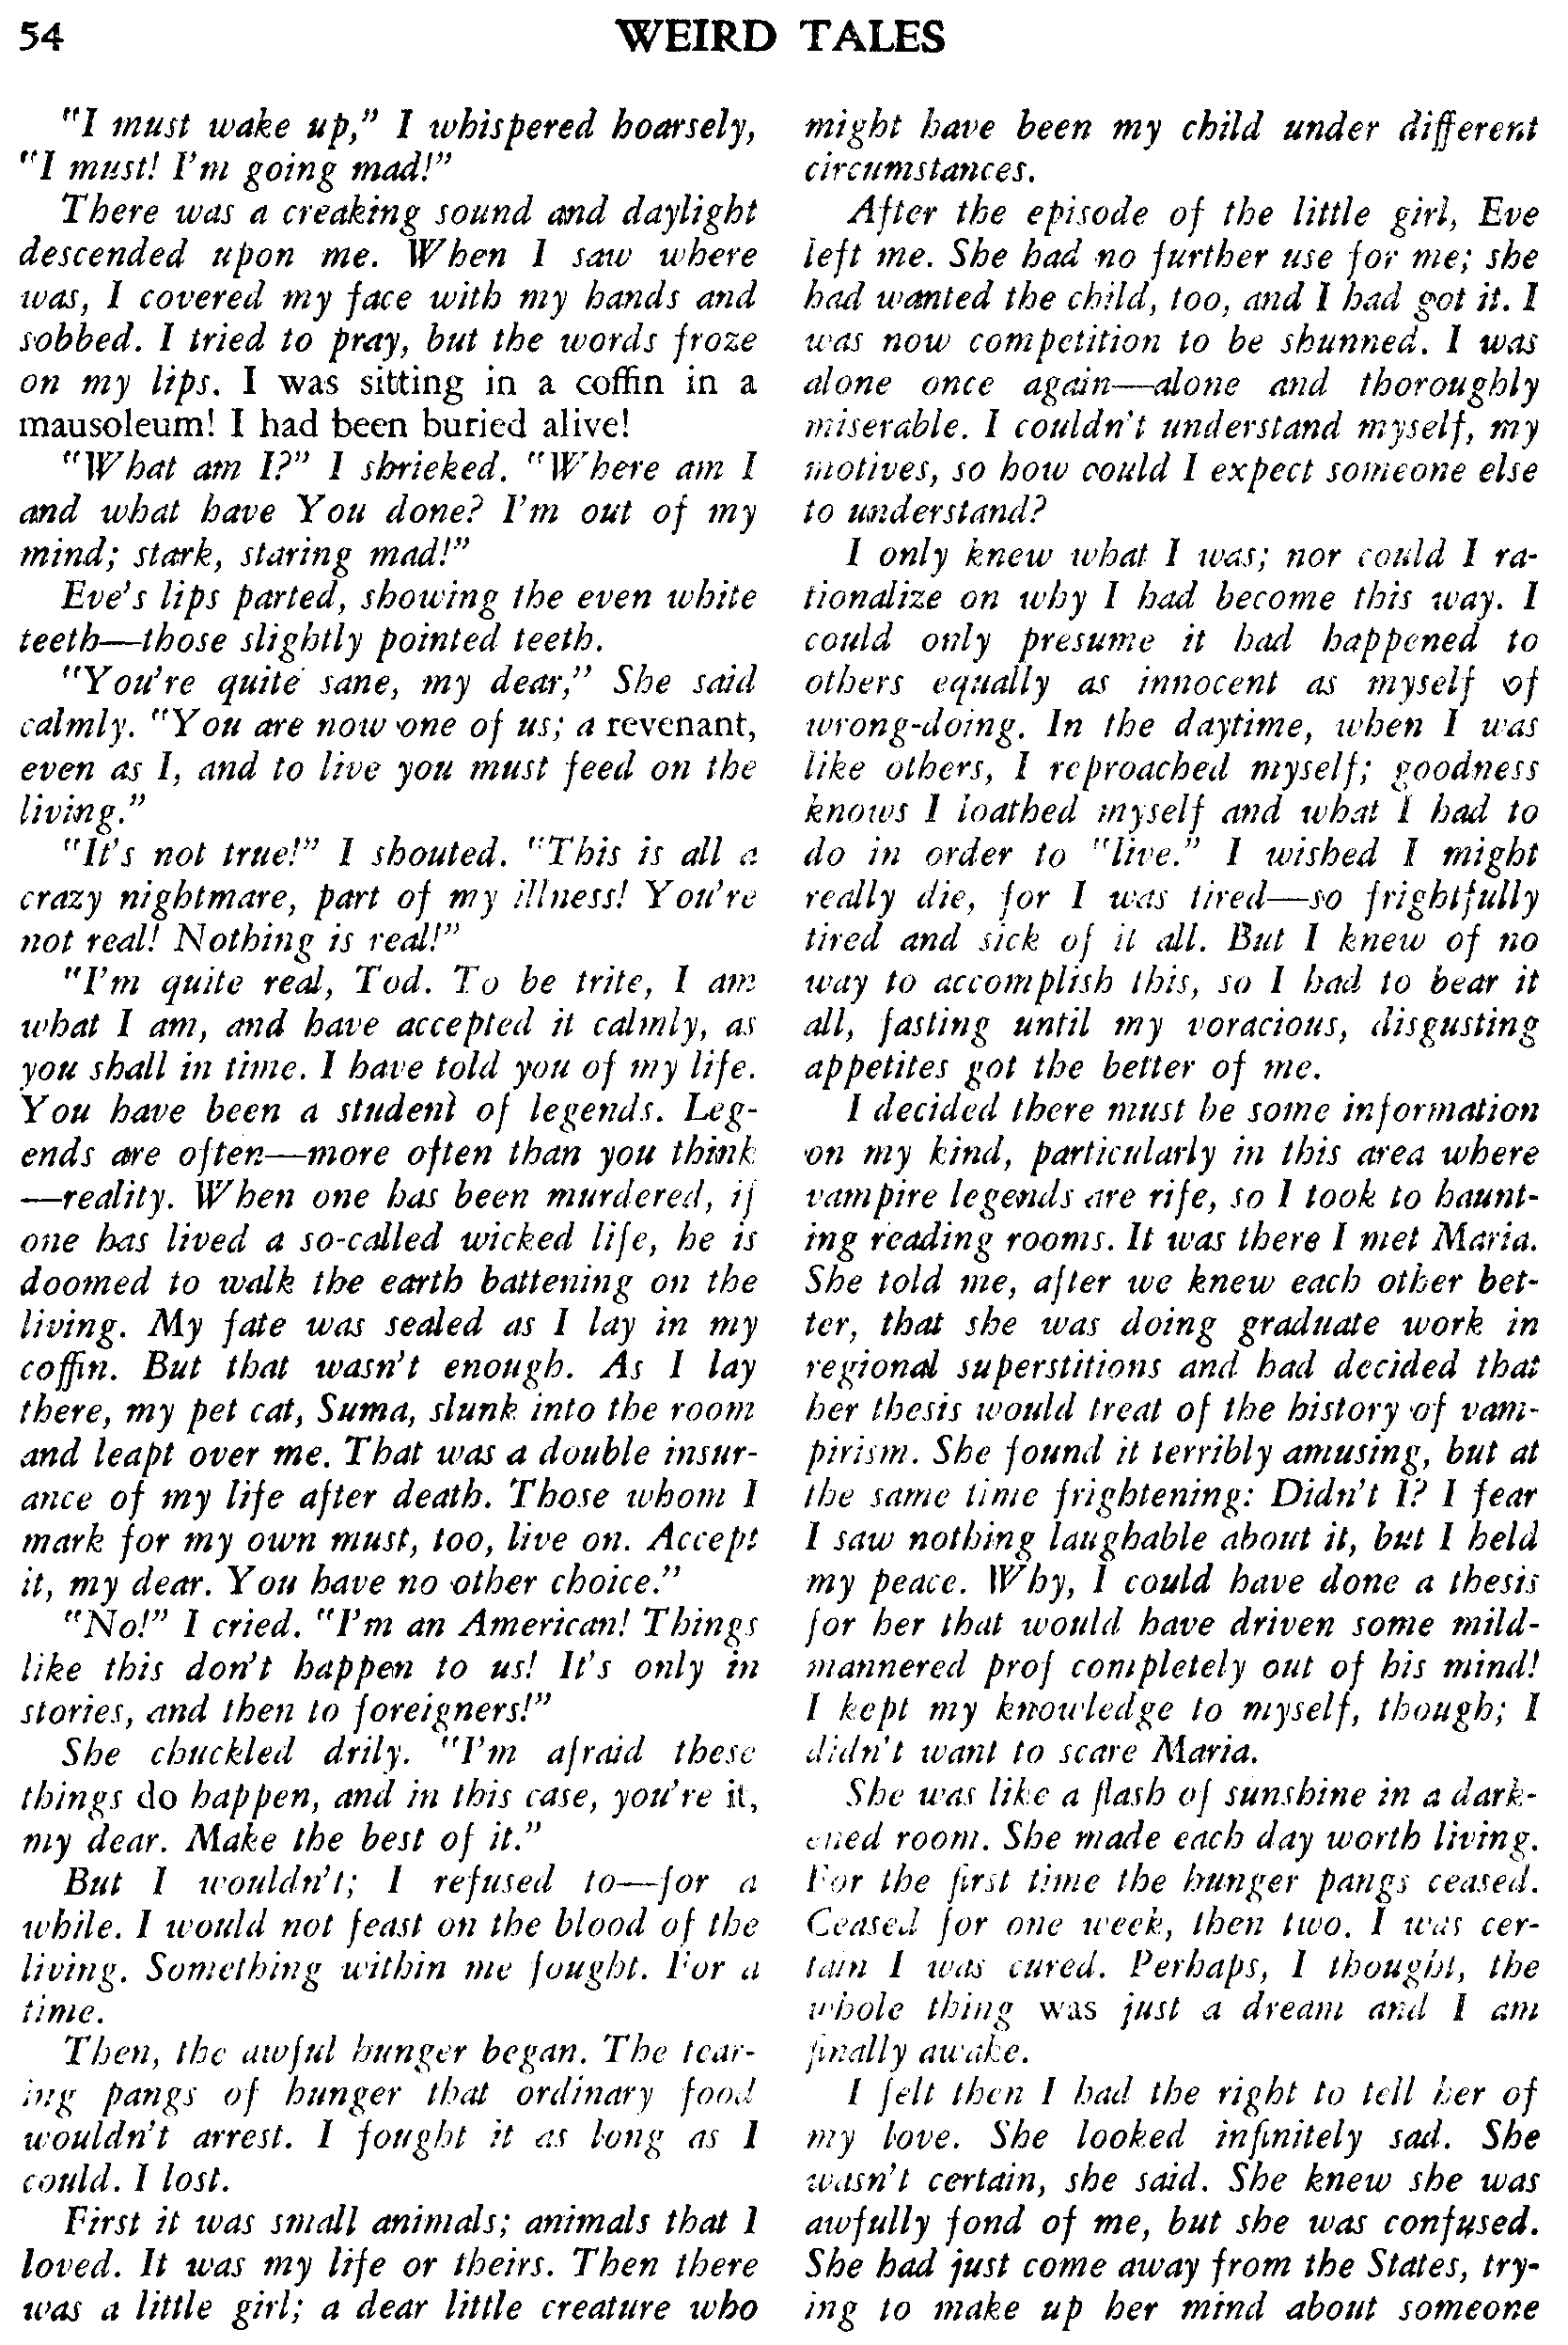 54
WEIRD TALES
"I must wake up," I whispered hoarsely,
"I must! I'm going mad!"
There was a creaking sound and daylight
descended upon me. When I saw where
was, I covered my face with my hands and
sobbed. I tried to pray, but the words froze
on my lips. I was sitting in a coffin in a
mausoleum! I had been buried alive!
"What am I?" I shrieked. "Where am I
and what have You done? I'm out of my
mind; stark, staring mad!"
Eve's lips parted, showing the even white
teeth—those slightly pointed teeth.
"You're quite sane, my dear," She said
calmly. "You are now one of us; a revenant,
even as I, and to live you must feed on the
living."
"It's not true!" I shouted. "This is all a
crazy nightmare, part of my illness! You're
not real! Nothing is real!"
"I'm quite real, Tod. To be trite, I am
what I am, and have accepted it calmly, as
you shall in time. I have told you of my life.
You have been a student of legends. Leg-
ends are often—more often than you think
—reality. When one has been murdered, if
one has lived a so-called wicked life, he is
doomed to walk the earth battening on the
living. My fate was sealed as I lay in my
coffin. But that wasn't enough. As I lay
there, my pet cat, Suma, slunk into the room
and leapt over me. That was a double insur-
ance of my life after death. Those whom I
mark for my own must, too, live on. Accept
it, my dear. You have no other choice."
"No!" I cried. "I'm an American! Things
like this don't happen to us! It's only in
stories, and then to foreigners!"
She chuckled drily. "I'm afraid these
things do happen, and in this case, you're it,
my dear. Make the best of it."
But I wouldn't; I refused to—for a
while. I would not feast on the blood of the
living. Something within me fought. For a
time.
Then, the awful hunger began. The tear-
ing pangs of hunger that ordinary food
wouldn't arrest. I fought it as long as I
could. I lost.
First it was small animals; animals that I
loved. It was my life or theirs. Then there
was a little girl; a dear little creature who
might have been my child under different
circumstances.
After the episode of the little girl, Eve
left me. She had no further use for me; she
had wanted the child, too, and I had got it. I
was now competition to be shunned. I was
alone once again—alone and thoroughly
miserable. I couldn't understand myself, my
motives, so how could I expect someone else
to understand?
I only knew what I was; nor could I ra-
tionalize on why I had become this way. I
could only presume it had happened to
others equally as innocent as myself of
wrong-doing. In the daytime, when I was
like others, I reproached myself; goodness
knows I loathed myself and what I had to
do in order to "live." I wished I might
really die, for I was tired—so frightfully
tired and sick of it all. But I knew of no
way to accomplish this, so I had to bear it
all, fasting until my voracious, disgusting
appetites got the better of me.
I decided there must be some information
on my kind, particularly in this area where
vampire legends are rife, so I took to haunt-
ing reading rooms. It was there I met Maria.
She told me, after we knew each other bet-
ter, that she was doing graduate work in
regional superstitions and had decided that
her thesis would treat of the history of vam-
pirism. She found it terribly amusing, but at
the same time frightening: Didn't I? I fear
I saw nothing laughable about it, but I held
my peace. Why, I could have done a thesis
for her that would have driven some mild-
mannered prof completely out of his mind!
I kept my knowledge to myself, though; I
didn't want to scare Maria.
She was like a flash of sunshine in a dark-
ened room. She made each day worth living.
For the first time the hunger pangs ceased.
Ceased for one week, then two. I was cer-
tain I was cured. Perhaps, I thought, the
whole thing was just a dream and I am
finally awake.
I felt then I had the right to tell her of
my love. She looked infinitely sad. She
wasn't certain, she said. She knew she was
awfully fond of me, but she was confused.
She had just come away from the States, try-
ing to make up her mind about someone